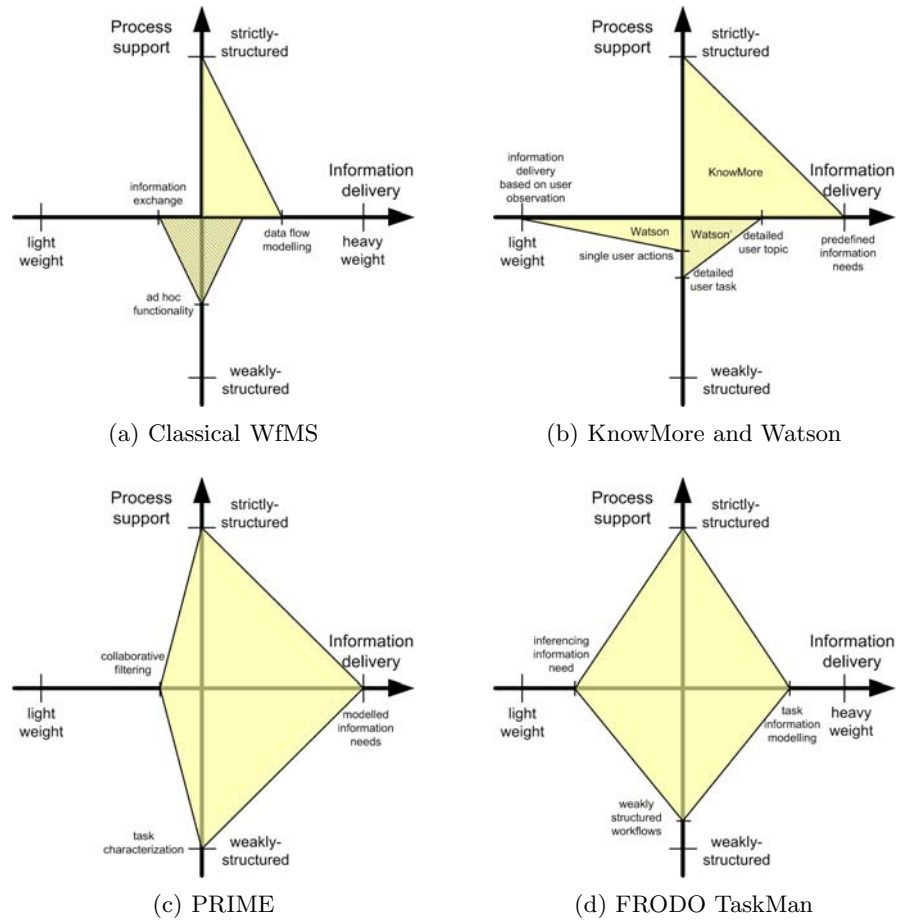 Process
support
strictly-
structured
information
exchange
Information
delivery
light
weight
data flow
modelling
heavy
weight
ad hoc
functionality
weakly-
structured
(a) Classical WfMS
Process
support
strictly-
structured
information
delivery
based on user
observation
KnowMore
Information
delivery
light
weight
Watson
Watson'
detailed
user topic
predefined
information
needs
single user actions
detailed
user task
weakly-
structured
(b) KnowMore and Watson
Process
support
strictly-
structured
collaborative
filtering
Information
delivery
light
weight
modelled
information
needs
task
characterization
weakly-
structured
(c) PRIME
Process
support
strictly-
structured
inferencing
information
need
Information
delivery
light
weight
task
information
modelling
heavy
weight
weakly
structured
workflows
weakly-
structured
(d) FRODO TaskMan